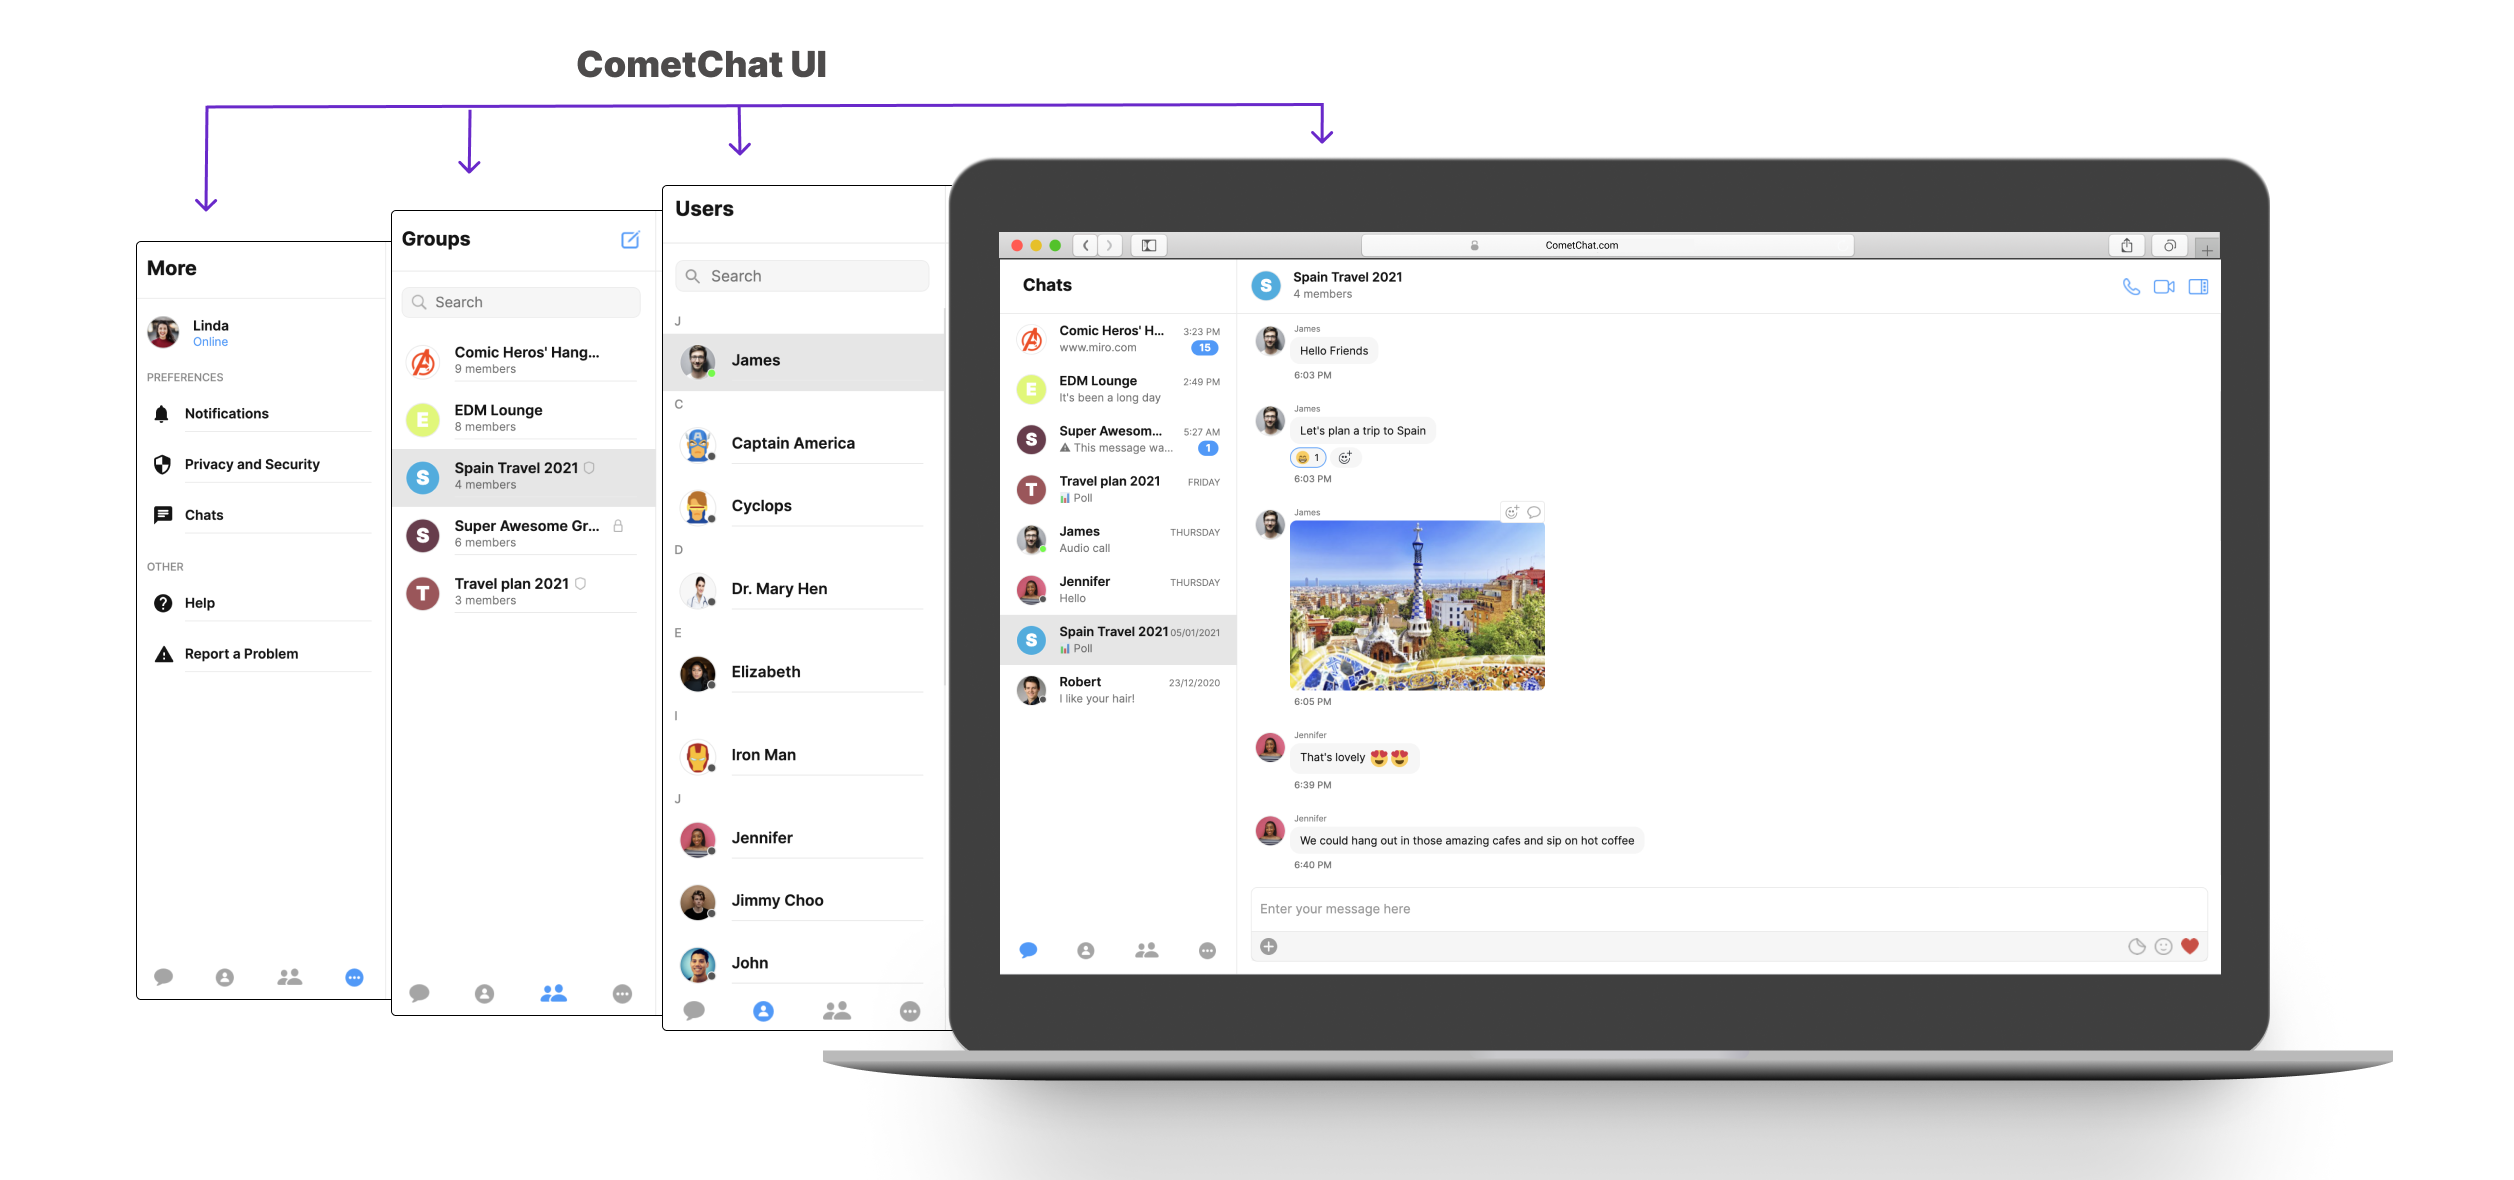 CometChat UI
More
Linda
Online
PREFERENCES
Notifications
Privacy and Security
Chats
OTHER
Help
Report a Problem
Groups
Search
Comic Heros' Hang...
9 members
E
EDM Lounge
8 members
S
Spain Travel 2021
4 members
S
Super Awesome Gr...
6 members
T
Travel plan 2021
3 members
Users
Search
J
James
C
Captain America
Cyclops
D
Dr. Mary Hen
E
Elizabeth
I
Iron Man
J
Jennifer
Jimmy Choo
John
CometChat.com
Chats
Comic Heros' H... 3:23 PM
www.miro.com 15
E
EDM Lounge 2:49 PM
It's been a long day
S
Super Awesom... 5:27 AM
This message wa... 1
T
Travel plan 2021 FRIDAY
Poll
James THURSDAY
Audio call
Jennifer THURSDAY
Hello
S
Spain Travel 2021 05/01/2021
Poll
Robert 23/12/2020
I like your hair!
S
Spain Travel 2021
4 members
James
Hello Friends
6:03 PM
James
Let's plan a trip to Spain
1
6:03 PM
James
6:05 PM
Jennifer
That's lovely 😍😍
6:39 PM
Jennifer
We could hang out in those amazing cafes and sip on hot coffee
6:40 PM
Enter your message here